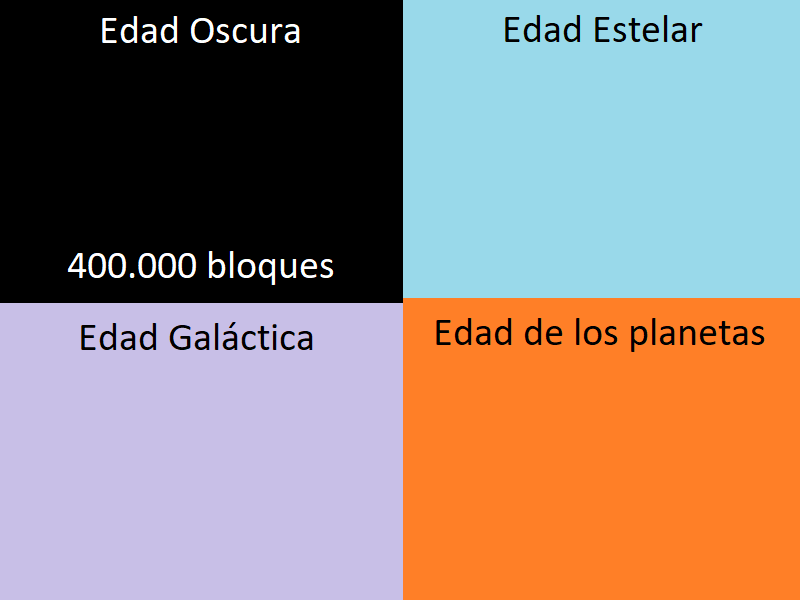 Edad Oscura
400.000 bloques
Edad Estelar
Edad Galáctica
Edad de los planetas